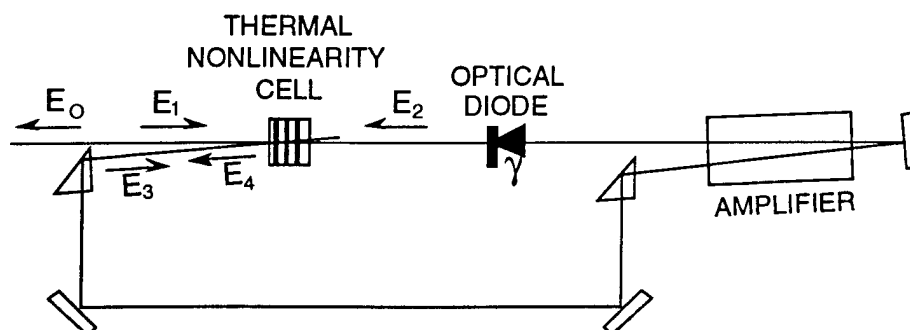 THERMAL
NONLINEARITY
CELL
OPTICAL
DIODE
E₀
E₁
E₂
E₃
E₄
γ
AMPLIFIER